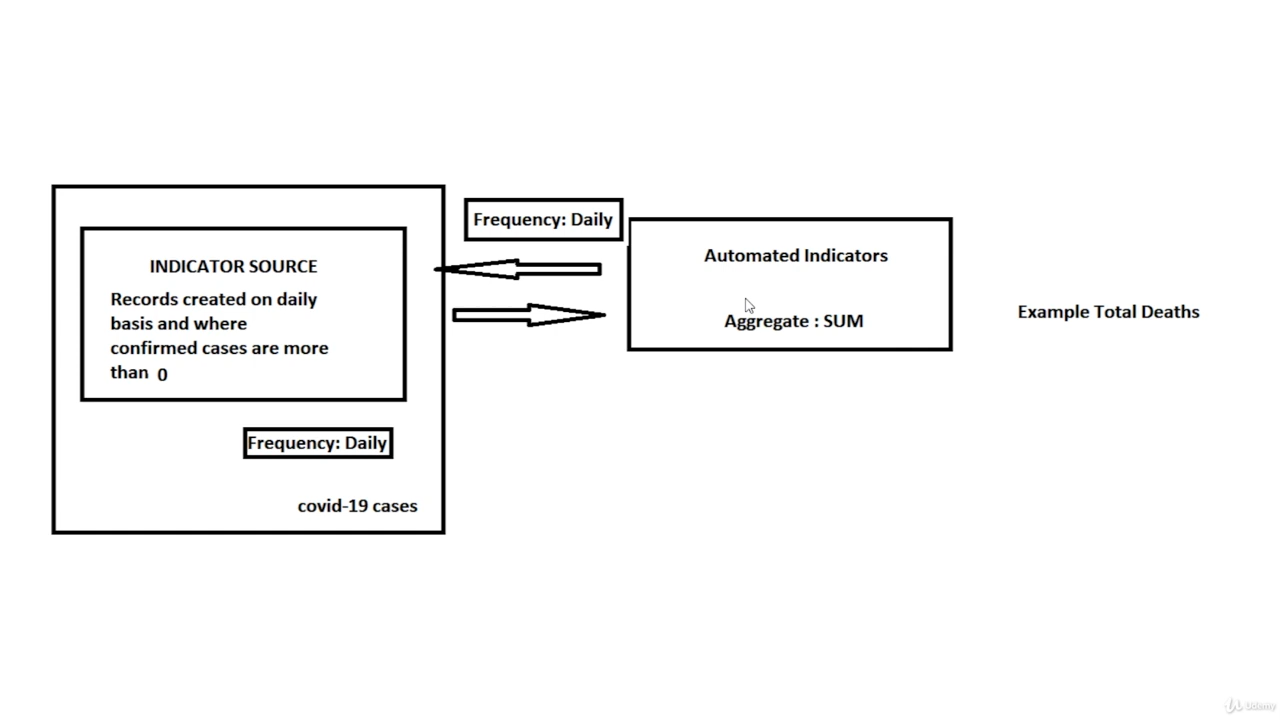 Frequency: Daily
INDICATOR SOURCE
Records created on daily
basis and where
confirmed cases are more
than 0
Frequency: Daily
covid-19 cases
Automated Indicators
Aggregate : SUM
Example Total Deaths
Udemy